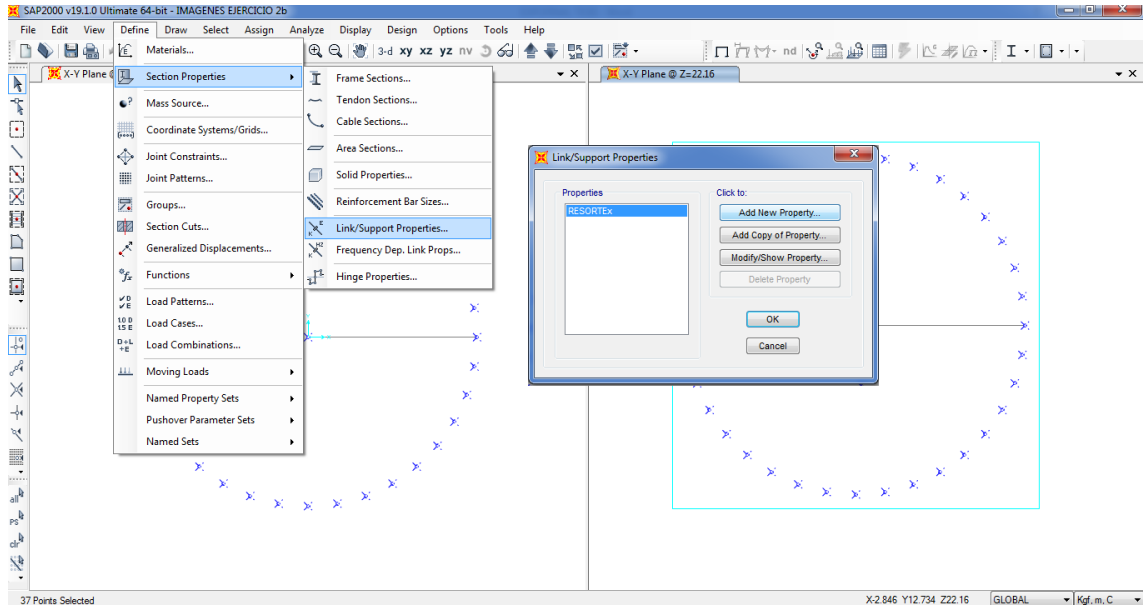 SAP2000 v19.1.0 Ultimate 64-bit - IMAGENES EJERCICIO 2b
File Edit View Define Draw Select Assign Analyze Display Design Options Tools Help
3-d xy xz yz nv
nd
X-Y Plane
X-Y Plane @ Z=22.16
Materials...
Section Properties
Mass Source...
Coordinate Systems/Grids...
Joint Constraints...
Joint Patterns...
Groups...
Section Cuts...
Generalized Displacements...
Functions
Load Patterns...
Load Cases...
Load Combinations...
Moving Loads
Named Property Sets
Pushover Parameter Sets
Named Sets
Frame Sections...
Tendon Sections...
Cable Sections...
Area Sections...
Solid Properties...
Reinforcement Bar Sizes...
Link/Support Properties...
Frequency Dep. Link Props...
Hinge Properties...
Link/Support Properties
Properties
RESORTEx
Click to:
Add New Property...
Add Copy of Property...
Modify/Show Property...
Delete Property
OK
Cancel
all
PS
clr
37 Points Selected
X-2.846 Y12.734 Z22.16
GLOBAL
Kgf, m, C